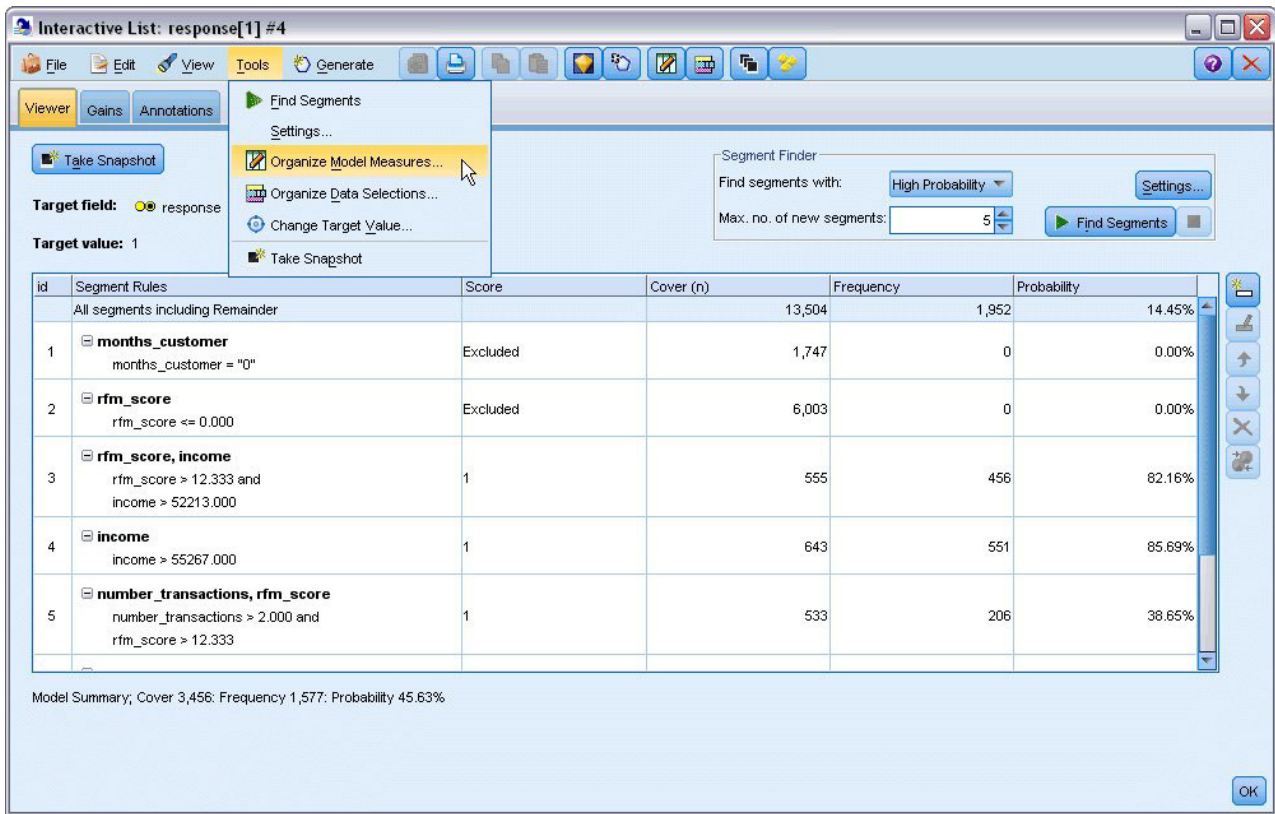 Interactive List: response[1] #4
File Edit View Tools Generate
Viewer Gains Annotations
Find Segments
Settings...
Organize Model Measures...
Organize Data Selections...
Change Target Value...
Take Snapshot
Take Snapshot
Target field: response
Target value: 1
Segment Finder
Find segments with: High Probability Settings...
Max. no. of new segments: 5 Find Segments
id Segment Rules Score Cover (n) Frequency Probability
All segments including Remainder 13,504 1,952 14.45%
1 months_customer Excluded 1,747 0 0.00%
months_customer = "0"
2 rfm_score Excluded 6,003 0 0.00%
rfm_score <= 0.000
3 rfm_score, income 1 555 456 82.16%
rfm_score > 12.333 and
income > 52213.000
4 income 1 643 551 85.69%
income > 55267.000
5 number_transactions, rfm_score 1 533 206 38.65%
number_transactions > 2.000 and
rfm_score > 12.333
Model Summary; Cover 3,456: Frequency 1,577: Probability 45.63%
OK